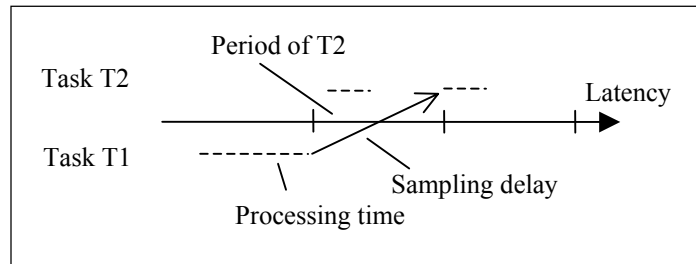 Period of T2
Task T2
Latency
Task T1
Sampling delay
Processing time